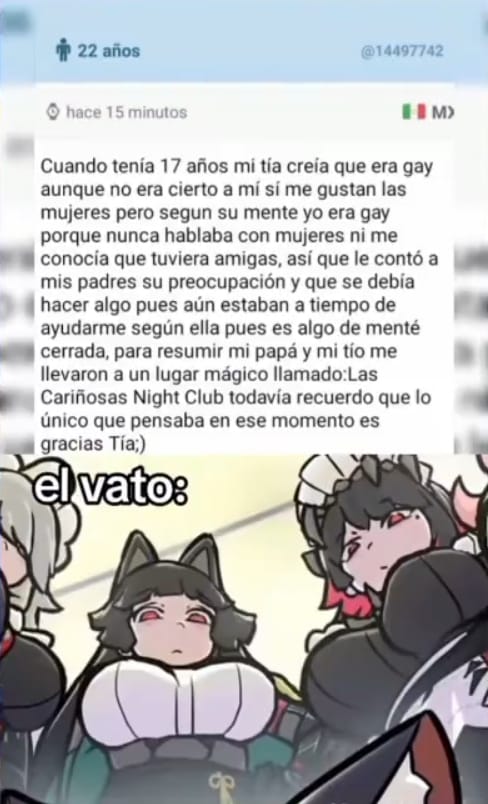 22 años
@14497742
hace 15 minutos
MX
Cuando tenía 17 años mi tía creía que era gay
aunque no era cierto a mí sí me gustan las
mujeres pero segun su mente yo era gay
porque nunca hablaba con mujeres ni me
conocía que tuviera amigas, así que le contó a
mis padres su preocupación y que se debía
hacer algo pues aún estaban a tiempo de
ayudarme según ella pues es algo de menté
cerrada, para resumir mi papá y mi tío me
llevaron a un lugar mágico llamado:Las
Cariñosas Night Club todavía recuerdo que lo
único que pensaba en ese momento es
gracias Tía;)
el vato: